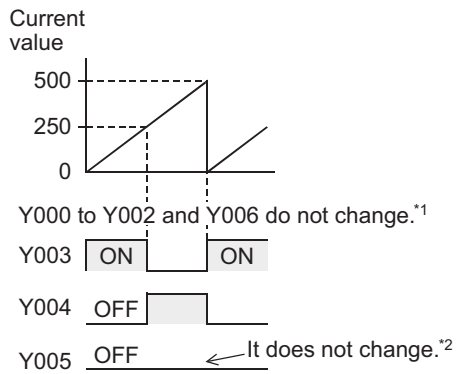 Current
value
500
250
0
Y000 to Y002 and Y006 do not change.*1
Y003 ON ON
Y004 OFF
Y005 OFF It does not change.*2